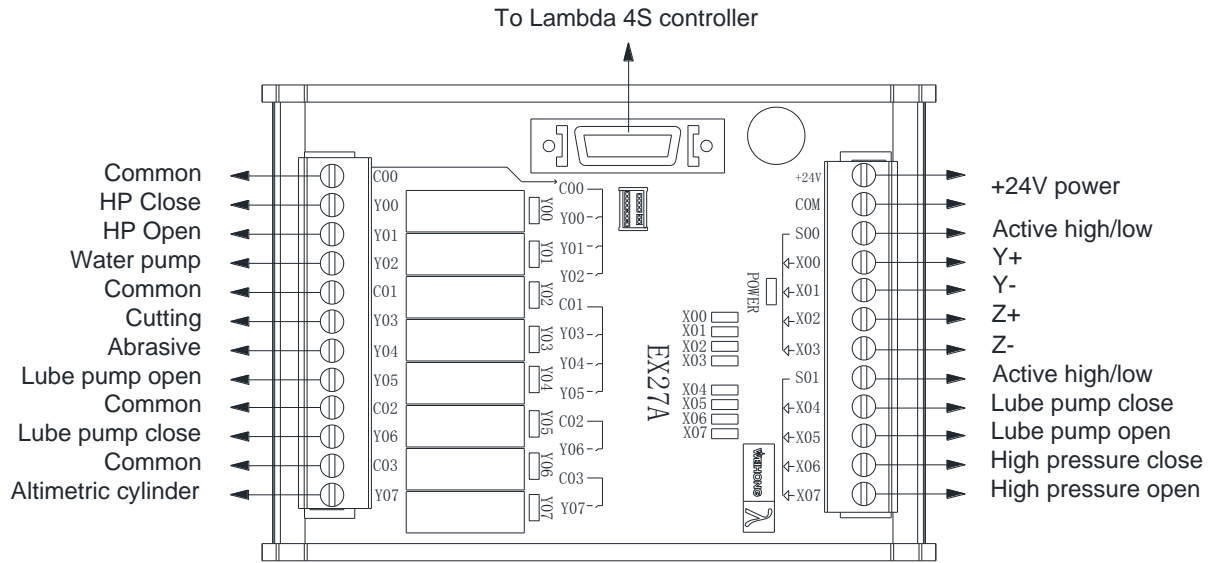 To Lambda 4S controller
Common
HP Close
HP Open
Water pump
Common
Cutting
Abrasive
Lube pump open
Common
Lube pump close
Common
Altimetric cylinder
C00
Y00
Y01
Y02
C01
Y03
Y04
Y05
C02
Y06
C03
Y07
Y00
Y01
Y02
Y03
Y04
Y05
Y06
Y07
C00
Y00
Y01
Y02
C01
Y03
Y04
Y05
C02
Y06
C03
Y07
EX27A
X00
X01
X02
X03
X04
X05
X06
X07
POWER
WEIHONG
λ
+24V
COM
S00
X00
X01
X02
X03
S01
X04
X05
X06
X07
+24V power
Active high/low
Y+
Y-
Z+
Z-
Active high/low
Lube pump close
Lube pump open
High pressure close
High pressure open